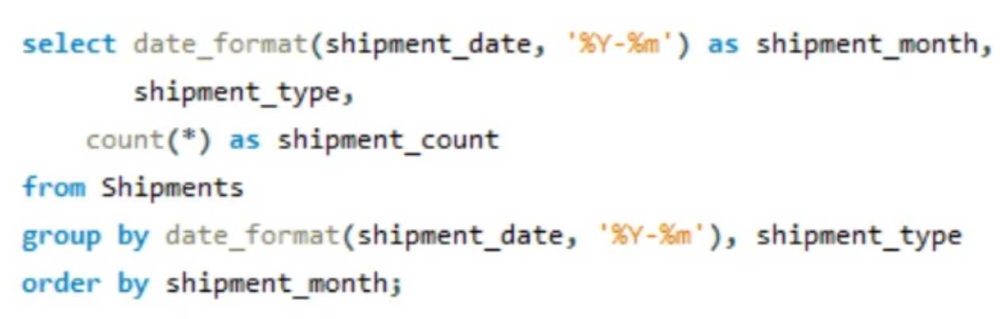 select date_format(shipment_date, '%Y-%m') as shipment_month,
shipment_type,
count(*) as shipment_count
from Shipments
group by date_format(shipment_date, '%Y-%m'), shipment_type
order by shipment_month;